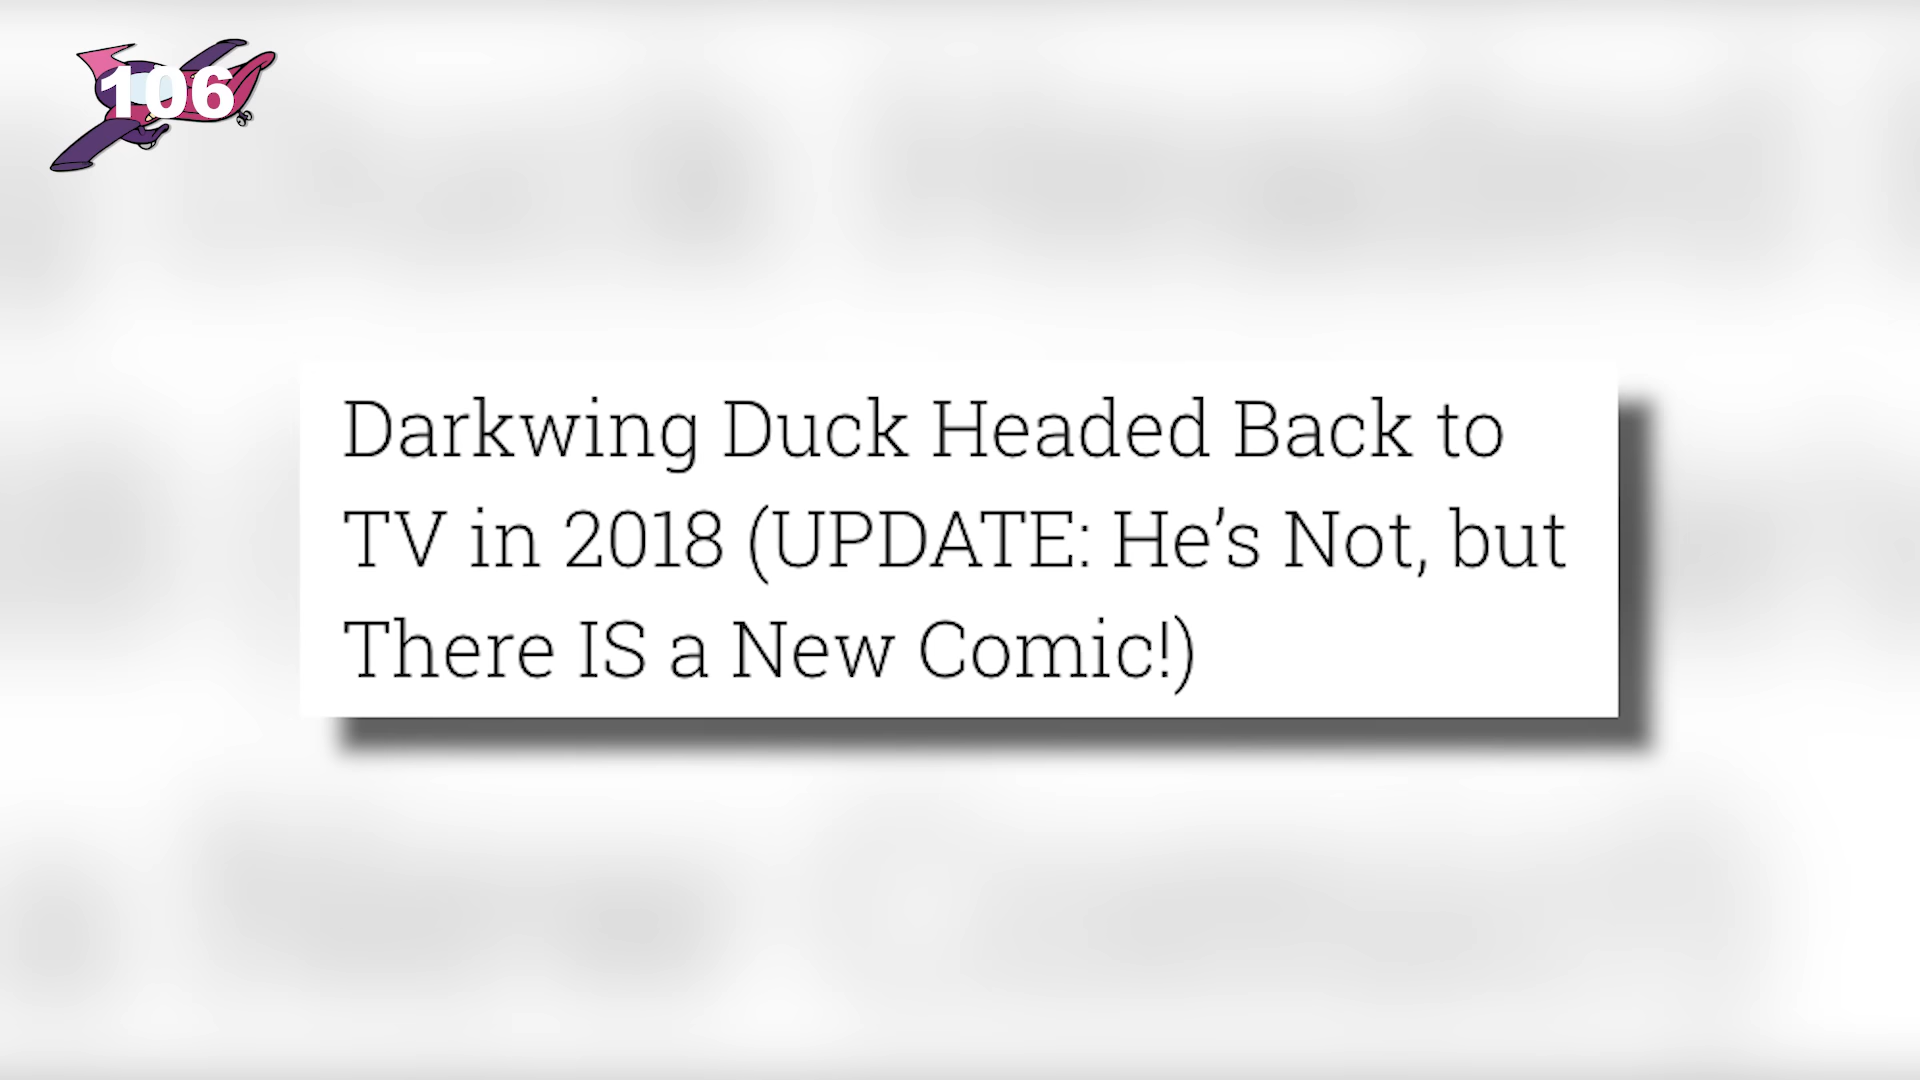 106
Darkwing Duck Headed Back to
TV in 2018 (UPDATE: He’s Not, but
There IS a New Comic!)